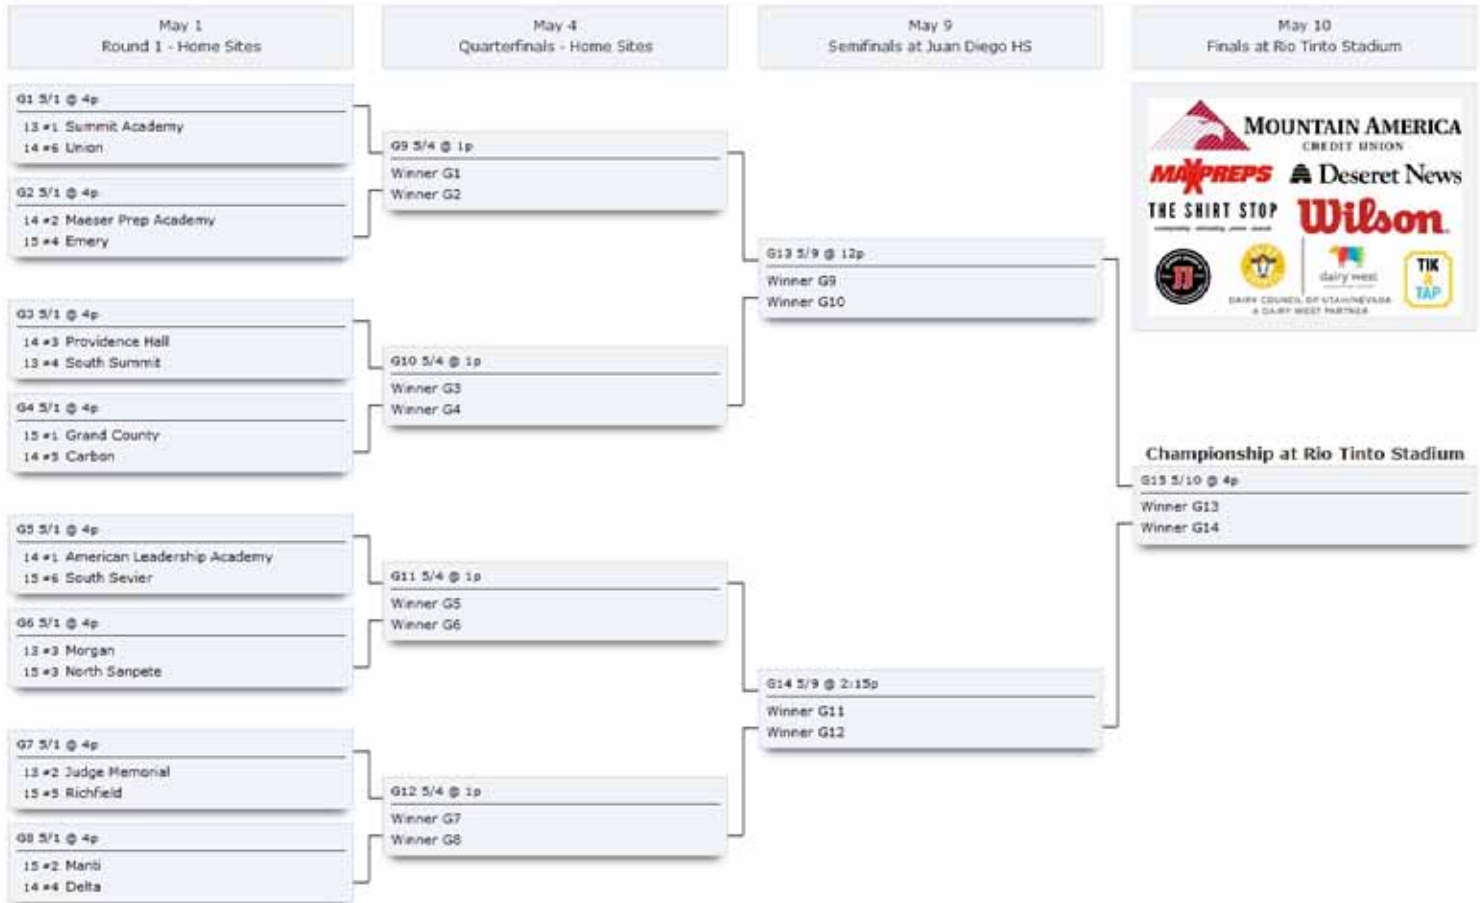 May 1
Round 1 - Home Sites
May 4
Quarterfinals - Home Sites
May 9
Semifinals at Juan Diego HS
May 10
Finals at Rio Tinto Stadium
G1 5/1 @ 4p
13 #1 Summit Academy
14 #6 Union
G2 5/1 @ 4p
14 #2 Maeser Prep Academy
15 #4 Emery
G3 5/1 @ 4p
14 #3 Providence Hall
13 #4 South Summit
G4 5/1 @ 4p
15 #1 Grand County
14 #5 Carbon
G5 5/1 @ 4p
14 #1 American Leadership Academy
15 #6 South Sevier
G6 5/1 @ 4p
13 #3 Morgan
15 #3 North Sanpete
G7 5/1 @ 4p
13 #2 Judge Memorial
15 #5 Richfield
G8 5/1 @ 4p
15 #2 Manti
14 #4 Delta
G9 5/4 @ 1p
Winner G1
Winner G2
G10 5/4 @ 1p
Winner G3
Winner G4
G11 5/4 @ 1p
Winner G5
Winner G6
G12 5/4 @ 1p
Winner G7
Winner G8
G13 5/9 @ 12p
Winner G9
Winner G10
G14 5/9 @ 2:15p
Winner G11
Winner G12
MOUNTAIN AMERICA
CREDIT UNION
MAXPREPS
Deseret News
THE SHIRT STOP
Wilson.
JJ
dairy west
TIK & TAP
DAIRY COUNCIL OF UTAH/NEVADA
A DAIRY WEST PARTNER
Championship at Rio Tinto Stadium
G15 5/10 @ 4p
Winner G13
Winner G14